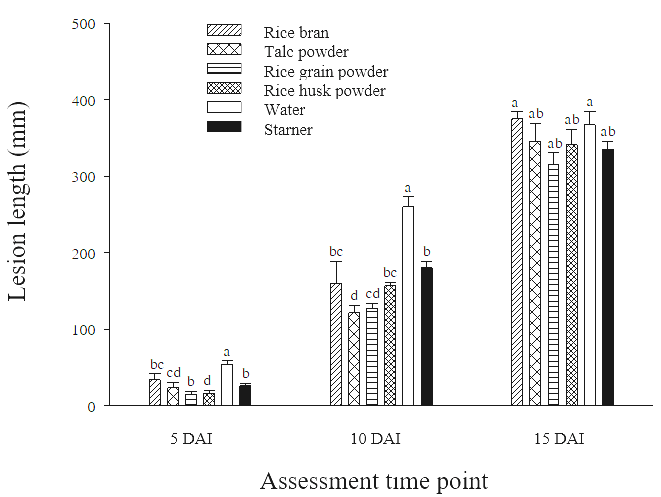 500
400
300
200
100
0
Lesion length (mm)
Rice bran
Talc powder
Rice grain powder
Rice husk powder
Water
Starner
bc cd b d a b
bc d cd bc a b
a ab ab ab a ab
5 DAI 10 DAI 15 DAI
Assessment time point